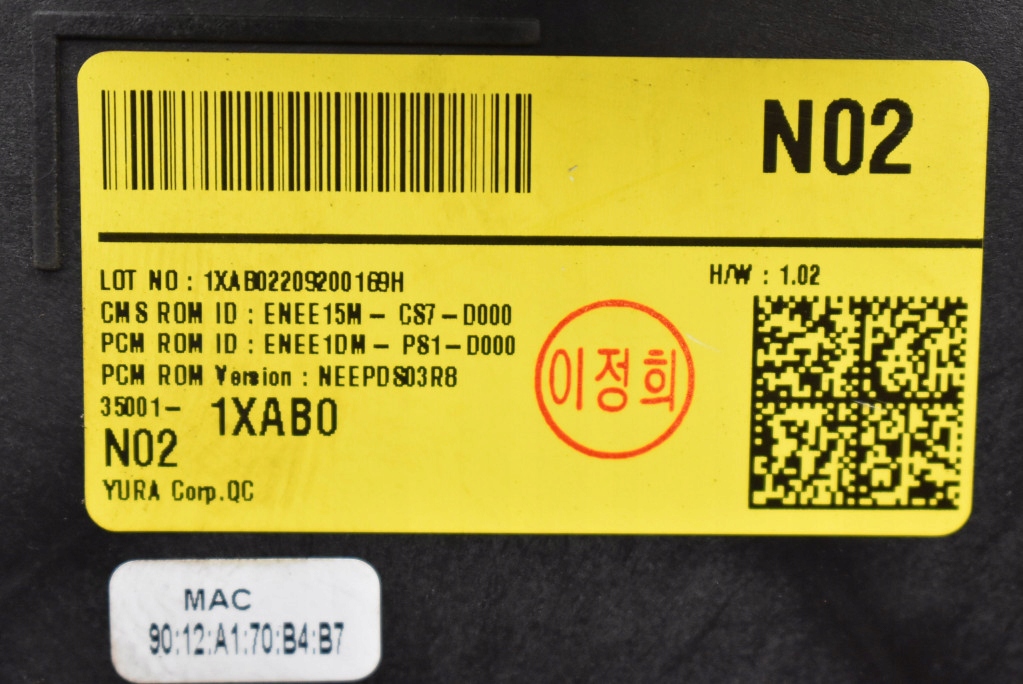 N02
LOT NO : 1XAB02209200169H
H/W : 1.02
CMS ROM ID : ENEE15M - CS7-D000
PCM ROM ID : ENEE1DM - PS1-D000
PCM ROM Version : NEEPDS03R8
35001- 1XAB0
N02
YURA Corp.QC
이정희
MAC
90:12:A1:70:B4:B7